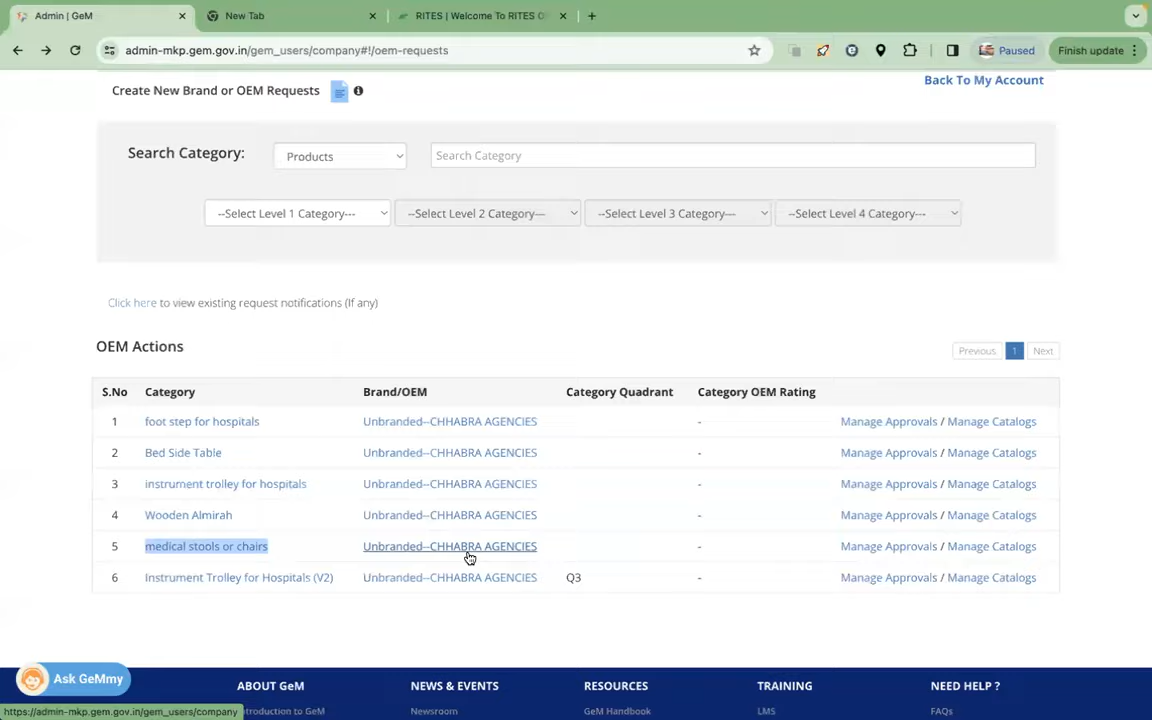 Admin | GeM
New Tab
RITES | Welcome To RITES O
admin-mkp.gem.gov.in/gem_users/company#!/oem-requests
Paused
Finish update
Back To My Account
Create New Brand or OEM Requests
Search Category:
Products
Search Category
--Select Level 1 Category---
--Select Level 2 Category---
--Select Level 3 Category---
--Select Level 4 Category---
Click here to view existing request notifications (If any)
OEM Actions
Previous 1 Next
S.No Category Brand/OEM Category Quadrant Category OEM Rating
1 foot step for hospitals Unbranded--CHHABRA AGENCIES - Manage Approvals / Manage Catalogs
2 Bed Side Table Unbranded--CHHABRA AGENCIES - Manage Approvals / Manage Catalogs
3 instrument trolley for hospitals Unbranded--CHHABRA AGENCIES - Manage Approvals / Manage Catalogs
4 Wooden Almirah Unbranded--CHHABRA AGENCIES - Manage Approvals / Manage Catalogs
5 medical stools or chairs Unbranded--CHHABRA AGENCIES - Manage Approvals / Manage Catalogs
6 Instrument Trolley for Hospitals (V2) Unbranded--CHHABRA AGENCIES Q3 - Manage Approvals / Manage Catalogs
Ask GeMmy
ABOUT GeM NEWS & EVENTS RESOURCES TRAINING NEED HELP ?
https://admin-mkp.gem.gov.in/gem_users/company
troduction to GeM Newsroom GeM Handbook LMS FAQs